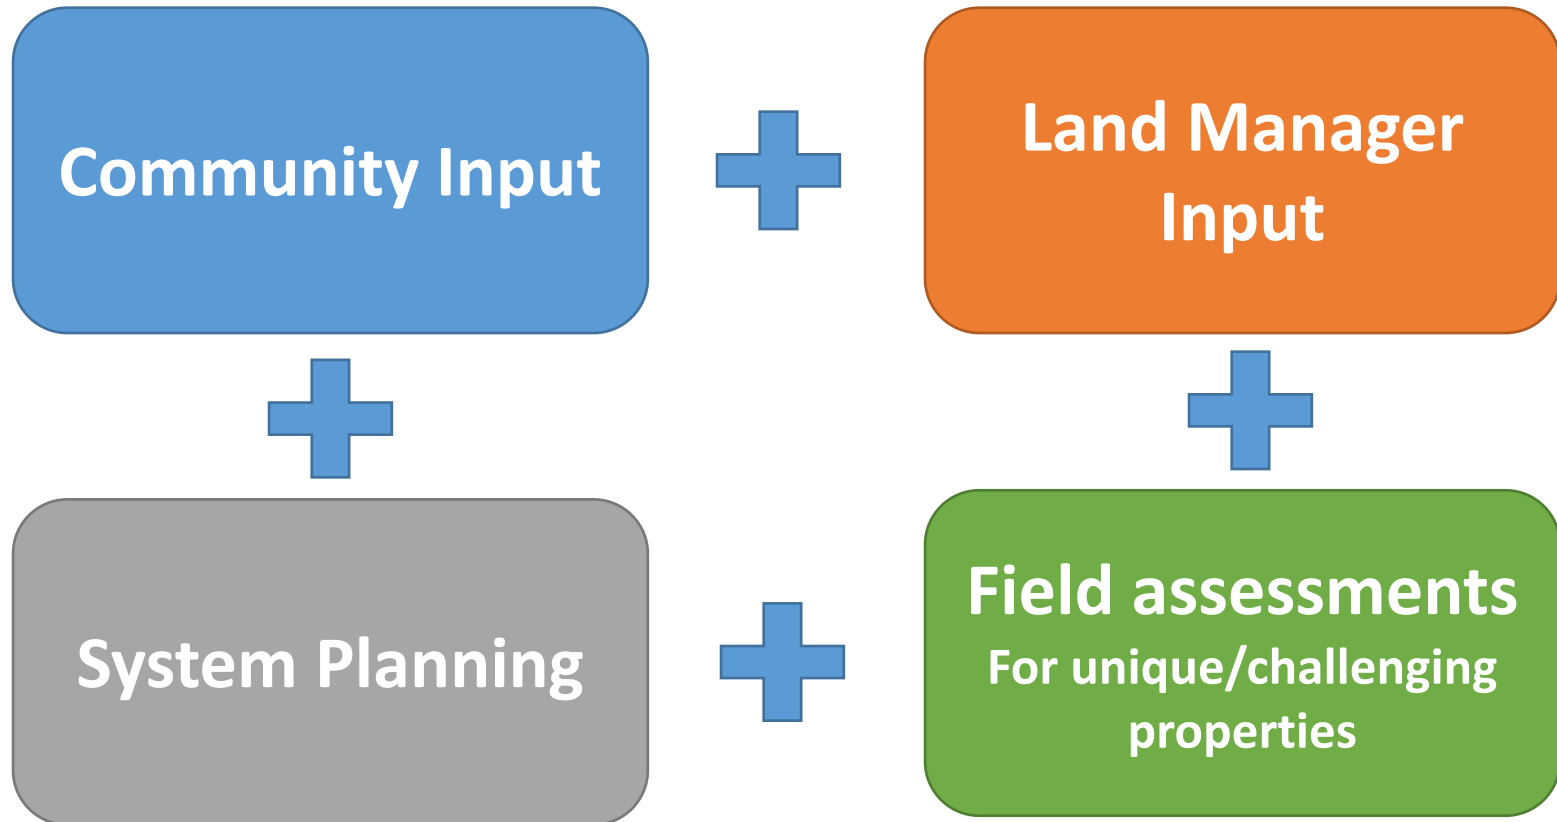 Community Input
Land Manager
Input
System Planning
Field assessments
For unique/challenging
properties